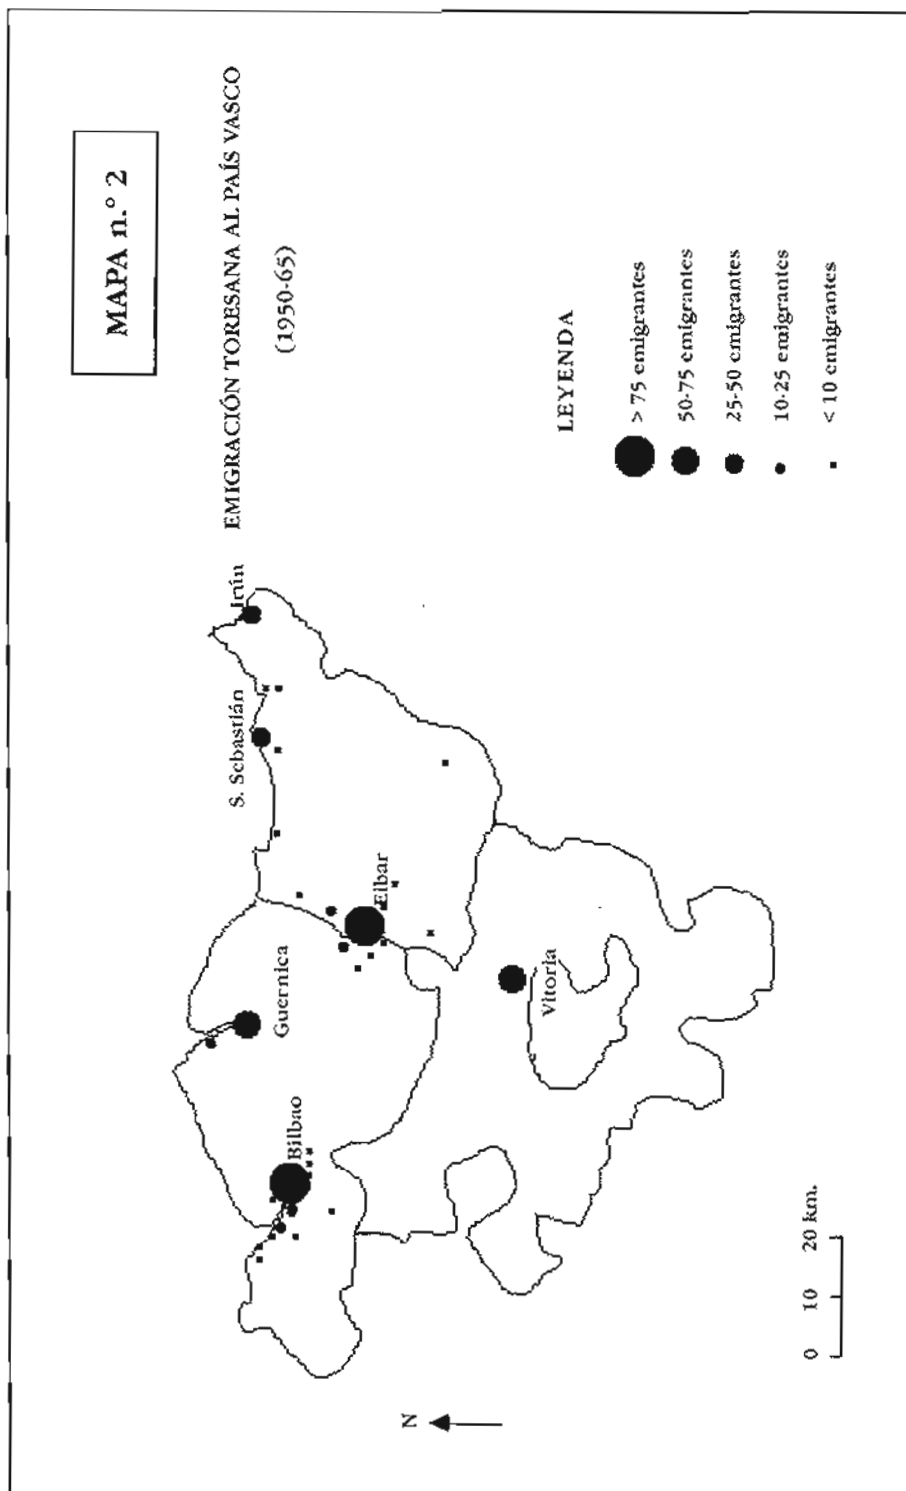 MAPA n.° 2
EMIGRACIÓN TORESANA AL PAÍS VASCO
(1950-65)
Irún
S. Sebastián
Eibar
Guernica
Bilbao
Vitoria
LEYENDA
> 75 emigrantes
50-75 emigrantes
25-50 emigrantes
10-25 emigrantes
< 10 emigrantes
N
0 10 20 km.